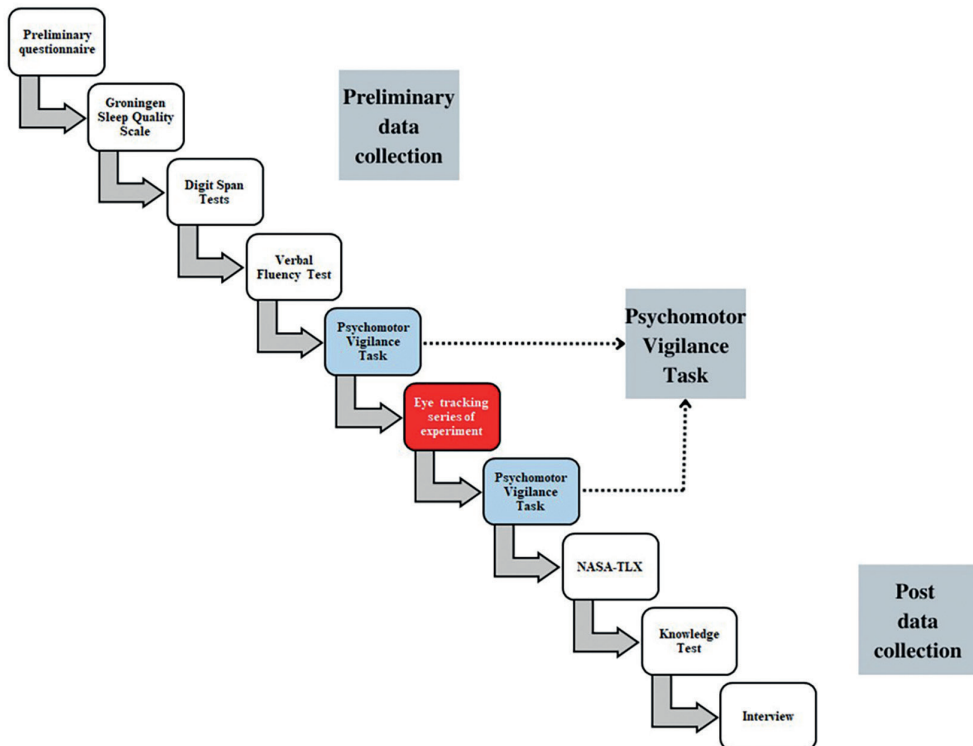 Preliminary
questionnaire
Groningen
Sleep Quality
Scale
Preliminary
data
collection
Digit Span
Tests
Verbal
Fluency Test
Psychomotor
Vigilance
Task
Psychomotor
Vigilance
Task
Eye tracking
series of
experiment
Psychomotor
Vigilance
Task
NASA-TLX
Post
data
collection
Knowledge
Test
Interview